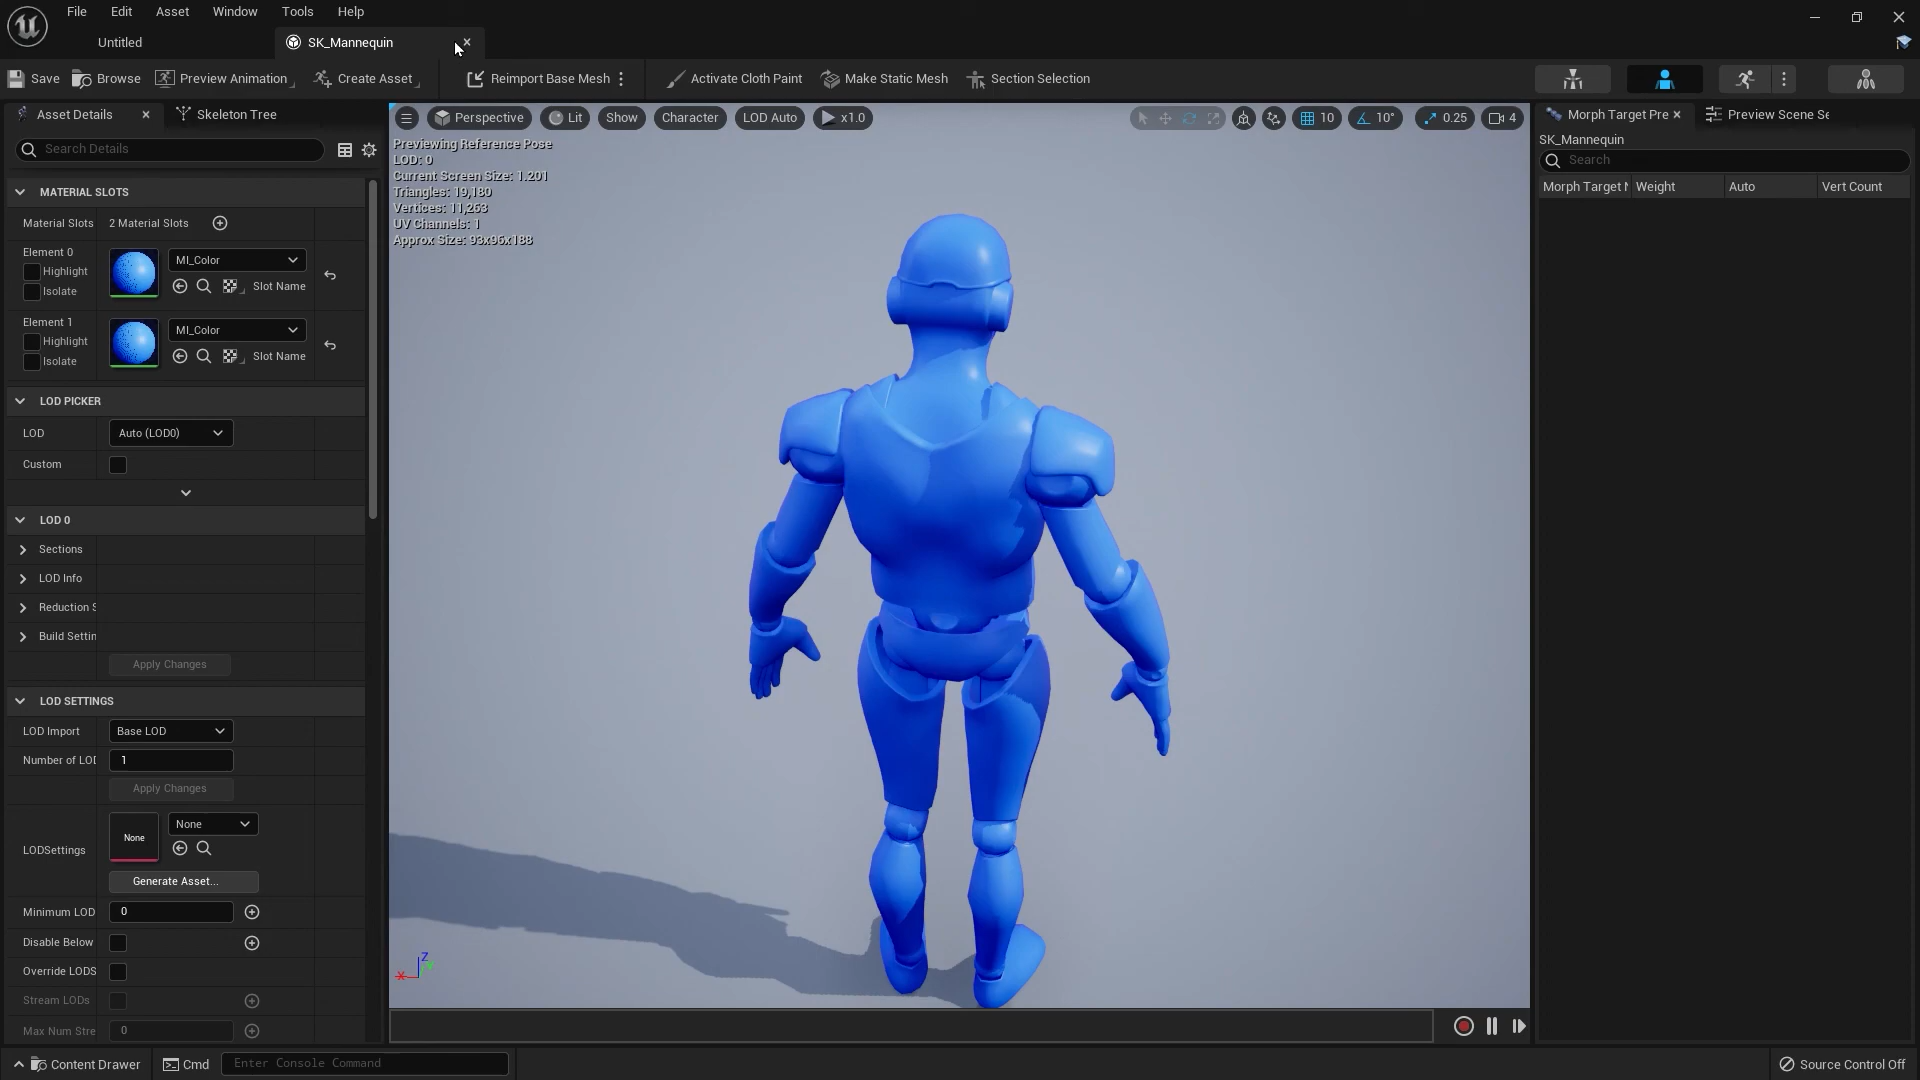 File Edit Asset Window Tools Help
Untitled SK_Mannequin
Save Browse Preview Animation Create Asset Reimport Base Mesh Activate Cloth Paint Make Static Mesh Section Selection
Asset Details Skeleton Tree
Search Details
MATERIAL SLOTS
Material Slots 2 Material Slots
Element 0
MI_Color
Highlight
Isolate
Slot Name
Element 1
MI_Color
Highlight
Isolate
Slot Name
LOD PICKER
LOD Auto (LOD0)
Custom
LOD 0
Sections
LOD Info
Reduction S
Build Settin
Apply Changes
LOD SETTINGS
LOD Import Base LOD
Number of LOD 1
Apply Changes
LODSettings
None
None
Generate Asset...
Minimum LOD 0
Disable Below
Override LODS
Stream LODs
Max Num Stre 0
Perspective Lit Show Character LOD Auto x1.0 10 10° 0.25 4
Previewing Reference Pose
LOD: 0
Current Screen Size: 1.201
Triangles: 19,180
Vertices: 11,263
UV Channels: 1
Approx Size: 93x96x188
Z
X
Morph Target Pre Preview Scene Se
SK_Mannequin
Search
Morph Target N Weight Auto Vert Count
Content Drawer Cmd Enter Console Command Source Control Off